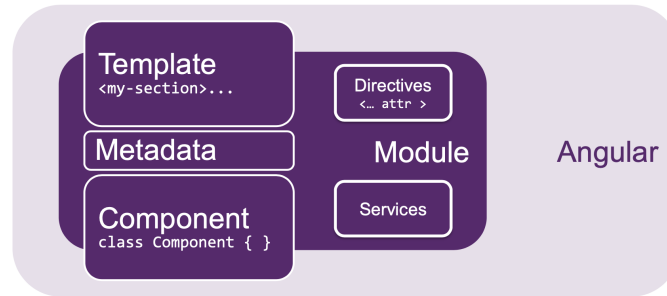 Template
<my-section>...
Metadata
Component
class Component { }
Directives
<… attr >
Module
Services
Angular